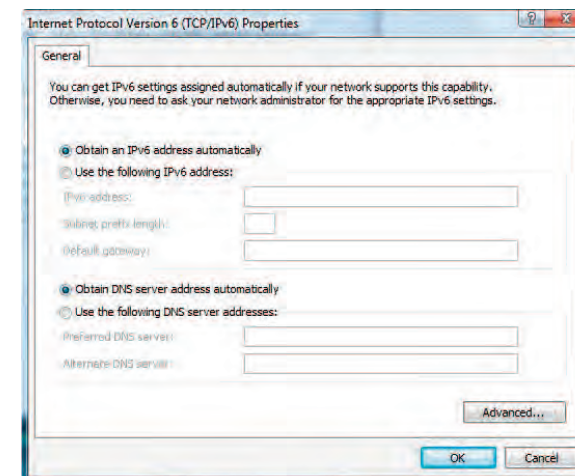 Internet Protocol Version 6 (TCP/IPv6) Properties
General
You can get IPv6 settings assigned automatically if your network supports this capability.
Otherwise, you need to ask your network administrator for the appropriate IPv6 settings.
Obtain an IPv6 address automatically
Use the following IPv6 address:
IPv6 address:
Subnet prefix length:
Default gateway:
Obtain DNS server address automatically
Use the following DNS server addresses:
Preferred DNS server:
Alternate DNS server:
Advanced...
OK Cancel